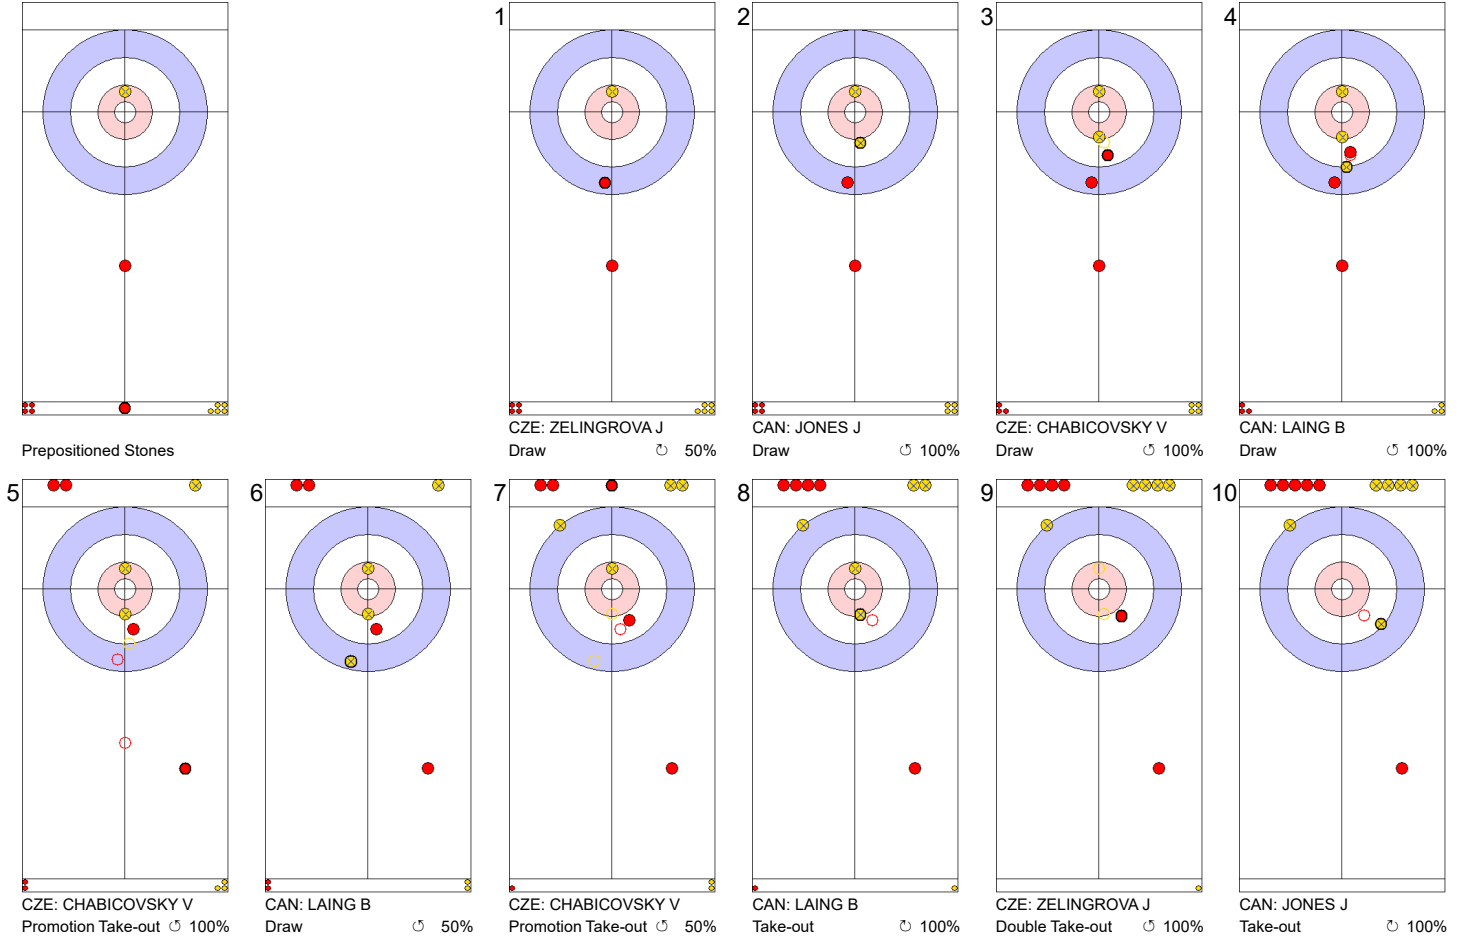 1
2
3
4
Prepositioned Stones
CZE: ZELINGROVA J
Draw ↻ 50%
CAN: JONES J
Draw ↺ 100%
CZE: CHABICOVSKY V
Draw ↺ 100%
CAN: LAING B
Draw ↺ 100%
5
6
7
8
9
10
CZE: CHABICOVSKY V
Promotion Take-out ↺ 100%
CAN: LAING B
Draw ↺ 50%
CZE: CHABICOVSKY V
Promotion Take-out ↺ 50%
CAN: LAING B
Take-out ↻ 100%
CZE: ZELINGROVA J
Double Take-out ↻ 100%
CAN: JONES J
Take-out ↻ 100%